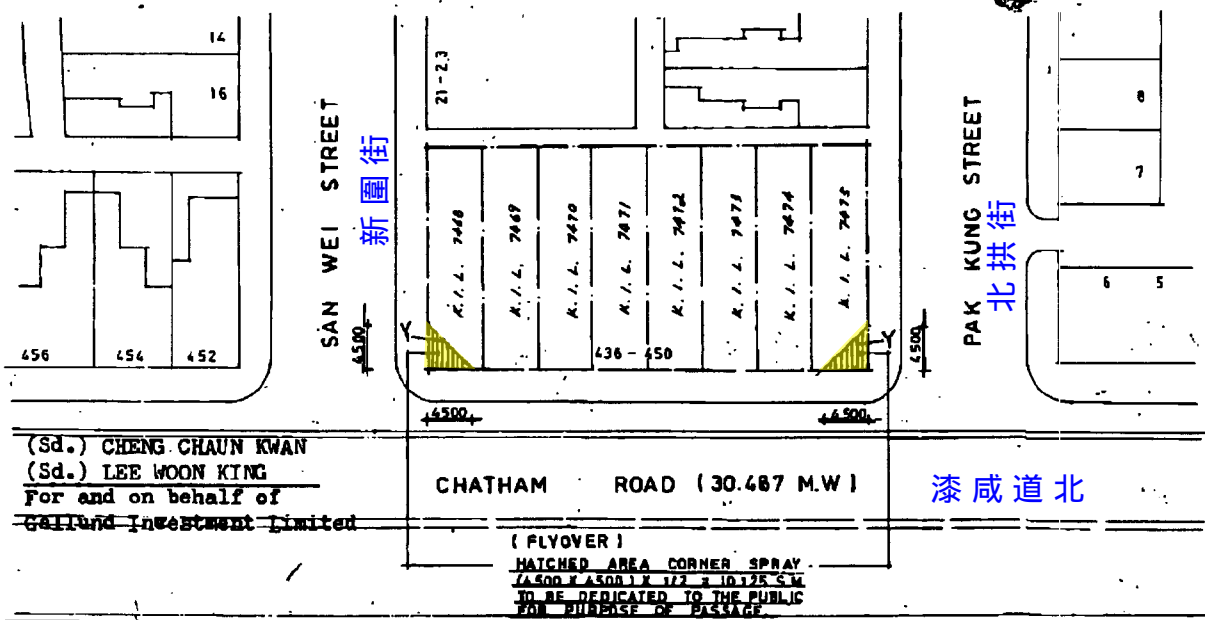 14
16
21-23
SAN WEI STREET
新圍街
PAK KUNG STREET
北拱街
8
7
6 5
K.I.L. 7468
K.I.L. 7469
K.I.L. 7470
K.I.L. 7471
K.I.L. 7472
K.I.L. 7473
K.I.L. 7474
K.I.L. 7475
Y
Y
4500
4500
456 454 452
436-450
4500
4500
(Sd.) CHENG CHAUN KWAN
(Sd.) LEE WOON KING
For and on behalf of
Gallund Investment Limited
CHATHAM ROAD (30.487 M.W)
漆咸道北
(FLYOVER)
HATCHED AREA CORNER SPRAY
(4500 X 4500) X 1/2 = 10.125 S.M
TO BE DEDICATED TO THE PUBLIC
FOR PURPOSE OF PASSAGE.